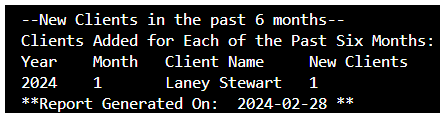 --New Clients in the past 6 months--
Clients Added for Each of the Past Six Months:
Year Month Client Name New Clients
2024 1 Laney Stewart 1
**Report Generated On: 2024-02-28 **